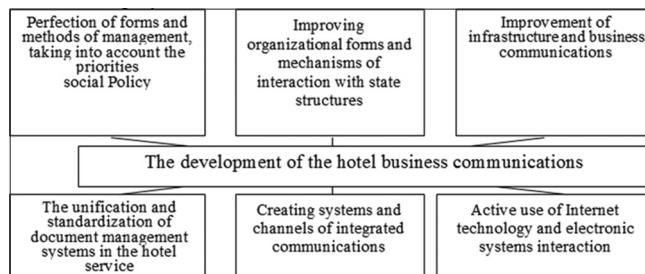 Perfection of forms and
methods of management,
taking into account the
priorities
social Policy
Improving
organizational forms and
mechanisms of
interaction with state
structures
Improvement of
infrastructure and business
communications
The development of the hotel business communications
The unification and
standardization of
document management
systems in the hotel
service
Creating systems and
channels of integrated
communications
Active use of Internet
technology and electronic
systems interaction